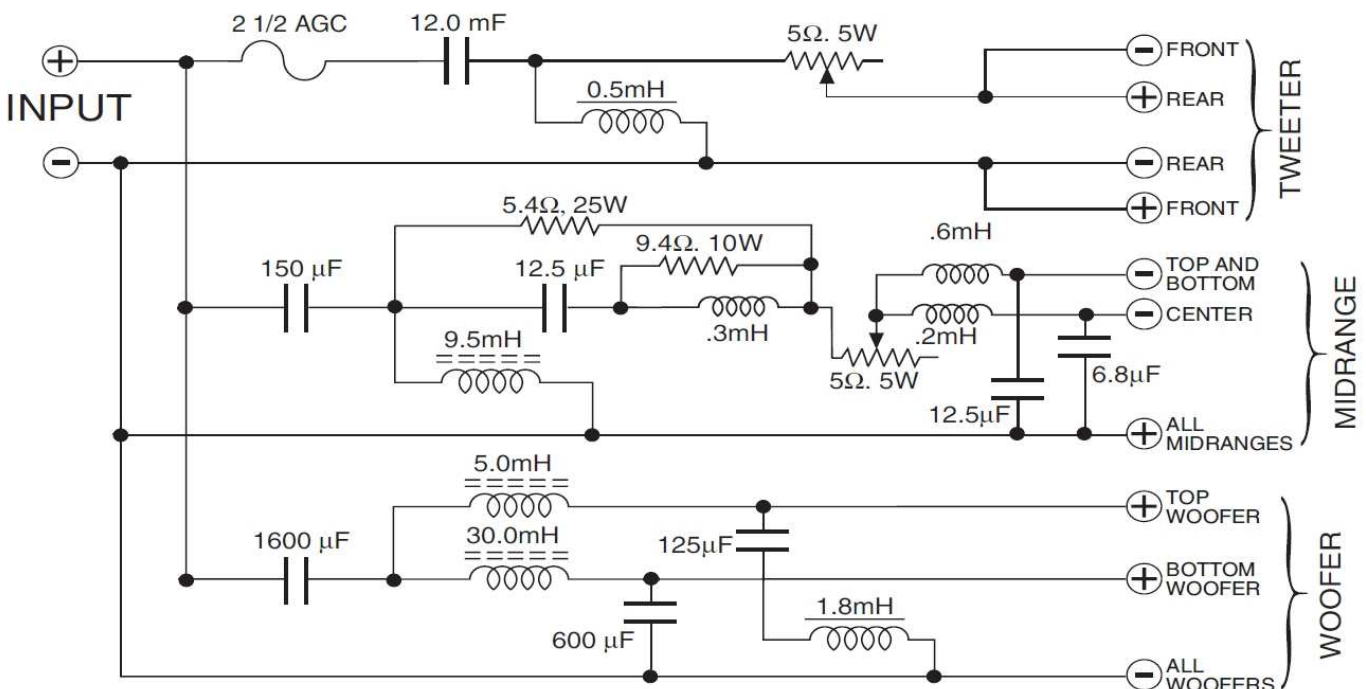 2 1/2 AGC
12.0 mF
5Ω. 5W
FRONT
INPUT
0.5mH
REAR
REAR
FRONT
TWEETER
5.4Ω, 25W
9.4Ω. 10W
.6mH
150 µF
12.5 µF
TOP AND
BOTTOM
CENTER
9.5mH
.3mH
.2mH
5Ω. 5W
6.8µF
12.5µF
ALL
MIDRANGES
MIDRANGE
5.0mH
TOP
WOOFER
1600 µF
30.0mH
125µF
BOTTOM
WOOFER
600 µF
1.8mH
ALL
WOOFERS
WOOFER